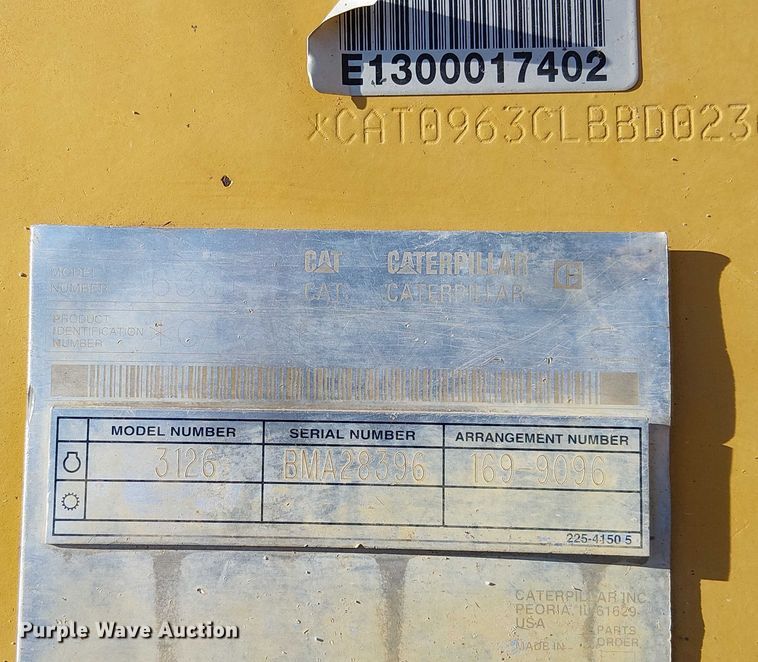 E1300017402
*CAT0963CLBBD023
CAT CATERPILLAR
CAT CATERPILLAR
MODEL
NUMBER
PRODUCT
IDENTIFICATION
NUMBER
MODEL NUMBER SERIAL NUMBER ARRANGEMENT NUMBER
3126 BMA28396 169-9096
225-4150 5
CATERPILLAR INC.
PEORIA, IL 61629
USA
MADE IN
PARTS
ORDER
Purple Wave Auction